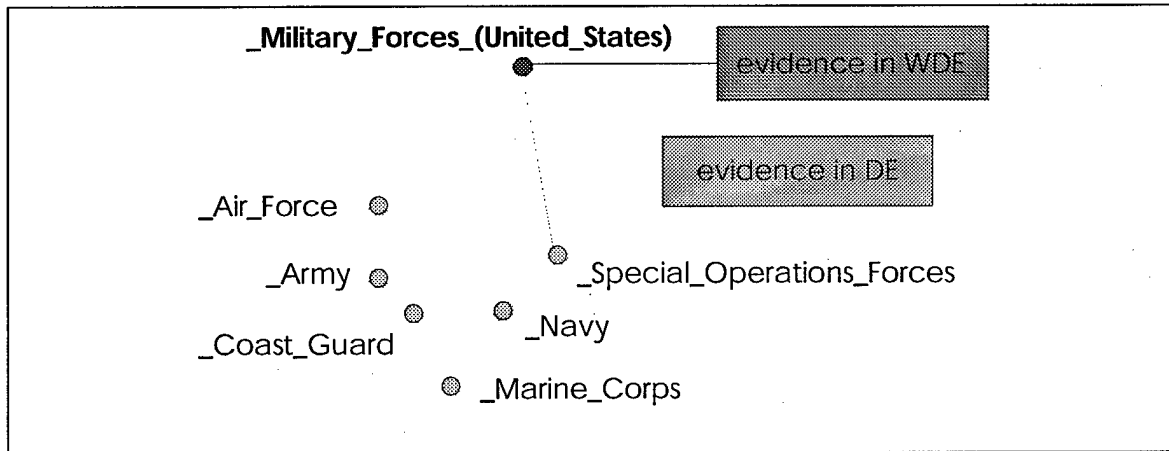 _Military_Forces_(United_States)
evidence in WDE
evidence in DE
_Air_Force
_Army
_Special_Operations_Forces
_Coast_Guard
_Navy
_Marine_Corps